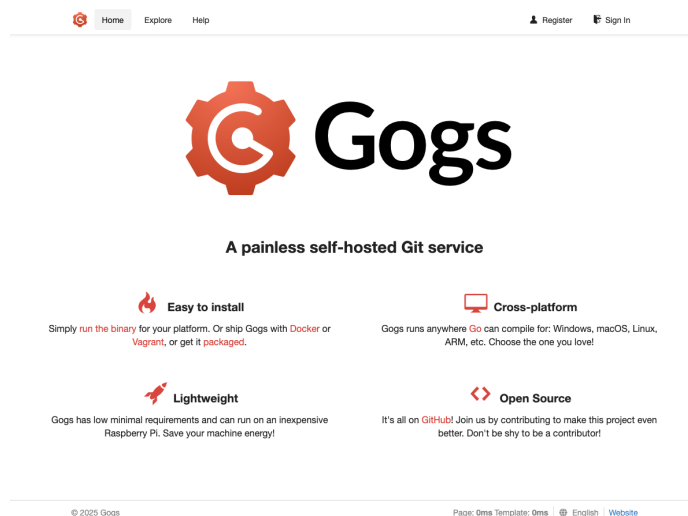 Home Explore Help Register Sign In
Gogs
A painless self-hosted Git service
Easy to install
Simply run the binary for your platform. Or ship Gogs with Docker or
Vagrant, or get it packaged.
Cross-platform
Gogs runs anywhere Go can compile for: Windows, macOS, Linux,
ARM, etc. Choose the one you love!
Lightweight
Gogs has low minimal requirements and can run on an inexpensive
Raspberry Pi. Save your machine energy!
Open Source
It's all on GitHub! Join us by contributing to make this project even
better. Don't be shy to be a contributor!
© 2025 Gogs Page: 0ms Template: 0ms English Website